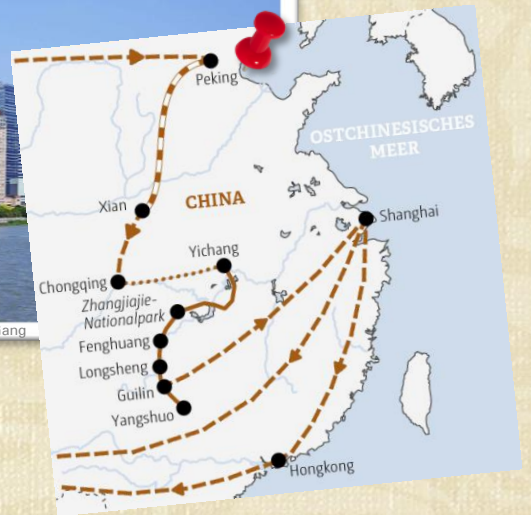 Peking
OSTCHINESISCHES
MEER
Xian
CHINA
Shanghai
Yichang
Chongqing
Zhangjiajie-
Nationalpark
Fenghuang
Longsheng
Guilin
Yangshuo
Hongkong